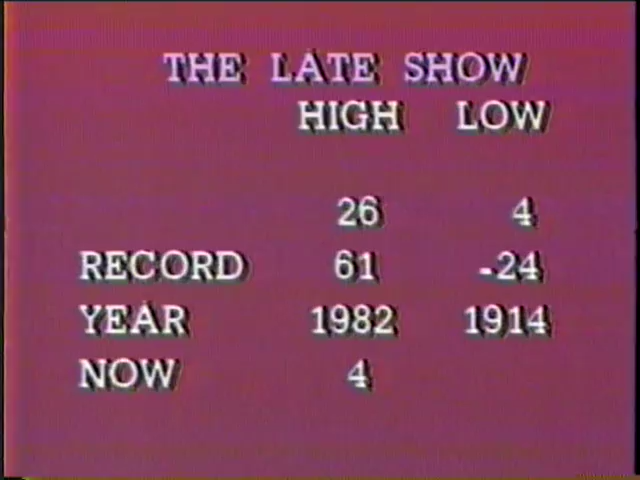 THE LATE SHOW
HIGH LOW
26 4
RECORD 61 -24
YEAR 1982 1914
NOW 4